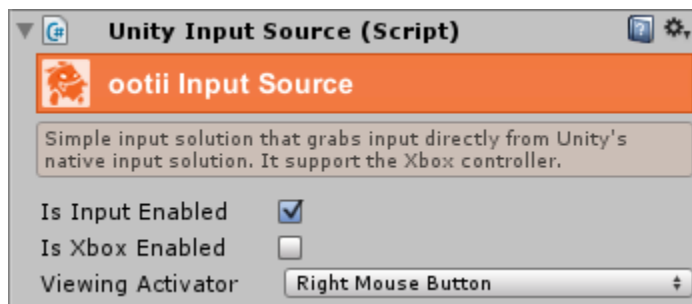 Unity Input Source (Script)
ootii Input Source
Simple input solution that grabs input directly from Unity's
native input solution. It support the Xbox controller.
Is Input Enabled
Is Xbox Enabled
Viewing Activator Right Mouse Button